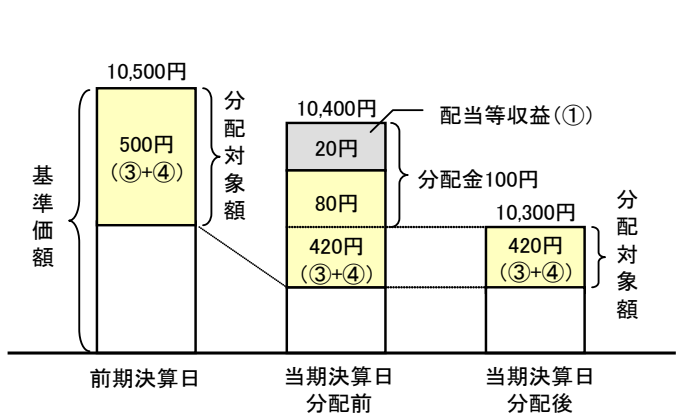 10,500円
分配対象額
500円
(③+④)
基準価額
前期決算日
10,400円
配当等収益(①)
20円
分配金100円
80円
420円
(③+④)
当期決算日
分配前
10,300円
分配対象額
420円
(③+④)
当期決算日
分配後